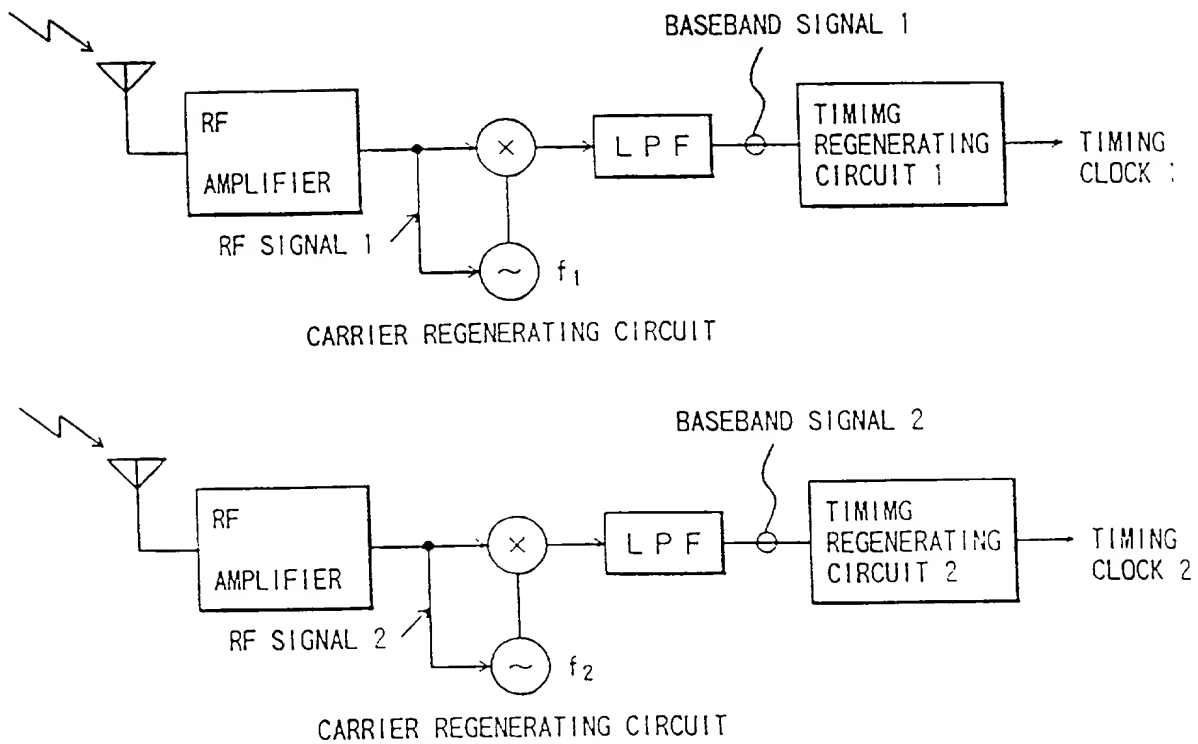 BASEBAND SIGNAL 1
RF
AMPLIFIER
×
LPF
TIMIMG
REGENERATING
CIRCUIT 1
TIMING
CLOCK
RF SIGNAL 1
~
f1
CARRIER REGENERATING CIRCUIT
BASEBAND SIGNAL 2
RF
AMPLIFIER
×
LPF
TIMIMG
REGENERATING
CIRCUIT 2
TIMING
CLOCK 2
RF SIGNAL 2
~
f2
CARRIER REGENERATING CIRCUIT